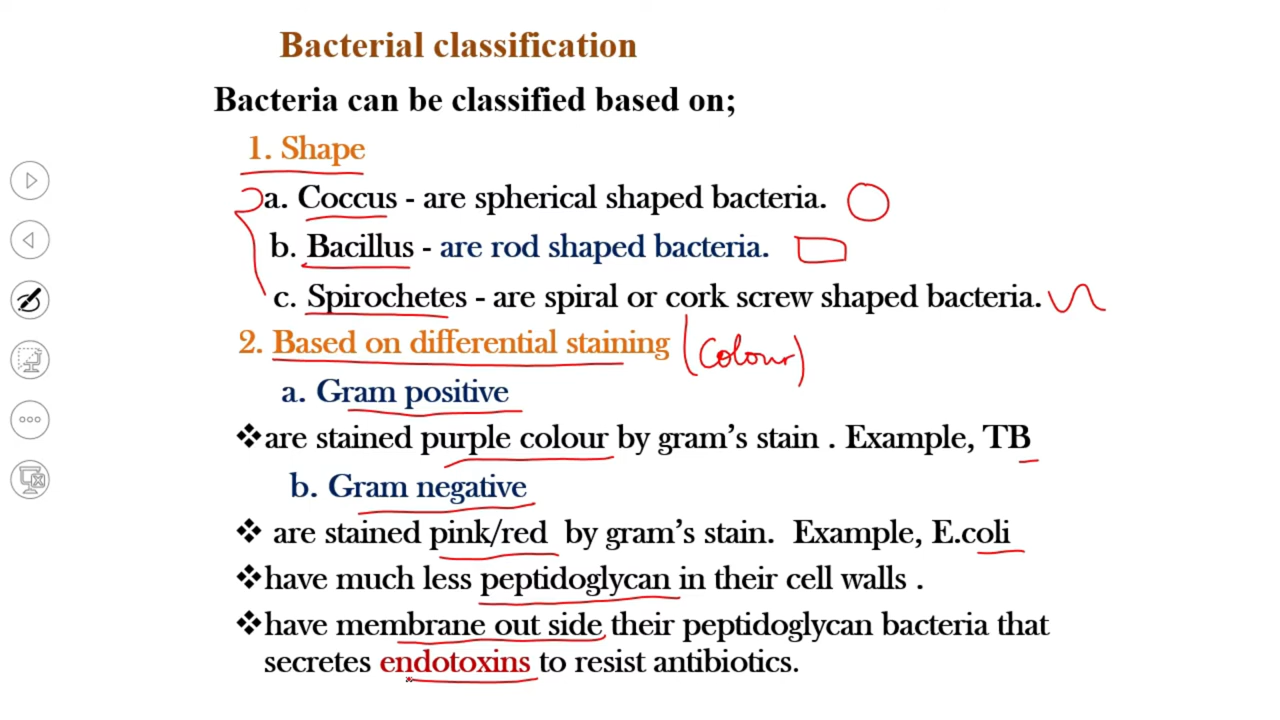 Bacterial classification
Bacteria can be classified based on;
1. Shape
a. Coccus - are spherical shaped bacteria.
b. Bacillus - are rod shaped bacteria.
c. Spirochetes - are spiral or cork screw shaped bacteria.
2. Based on differential staining (Colour)
a. Gram positive
❖are stained purple colour by gram's stain . Example, TB
b. Gram negative
❖ are stained pink/red by gram's stain. Example, E.coli
❖have much less peptidoglycan in their cell walls .
❖have membrane out side their peptidoglycan bacteria that
secretes endotoxins to resist antibiotics.